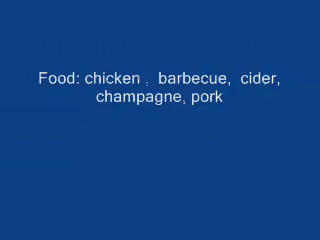 Food: chicken ,  barbecue,  cider,
champagne, pork